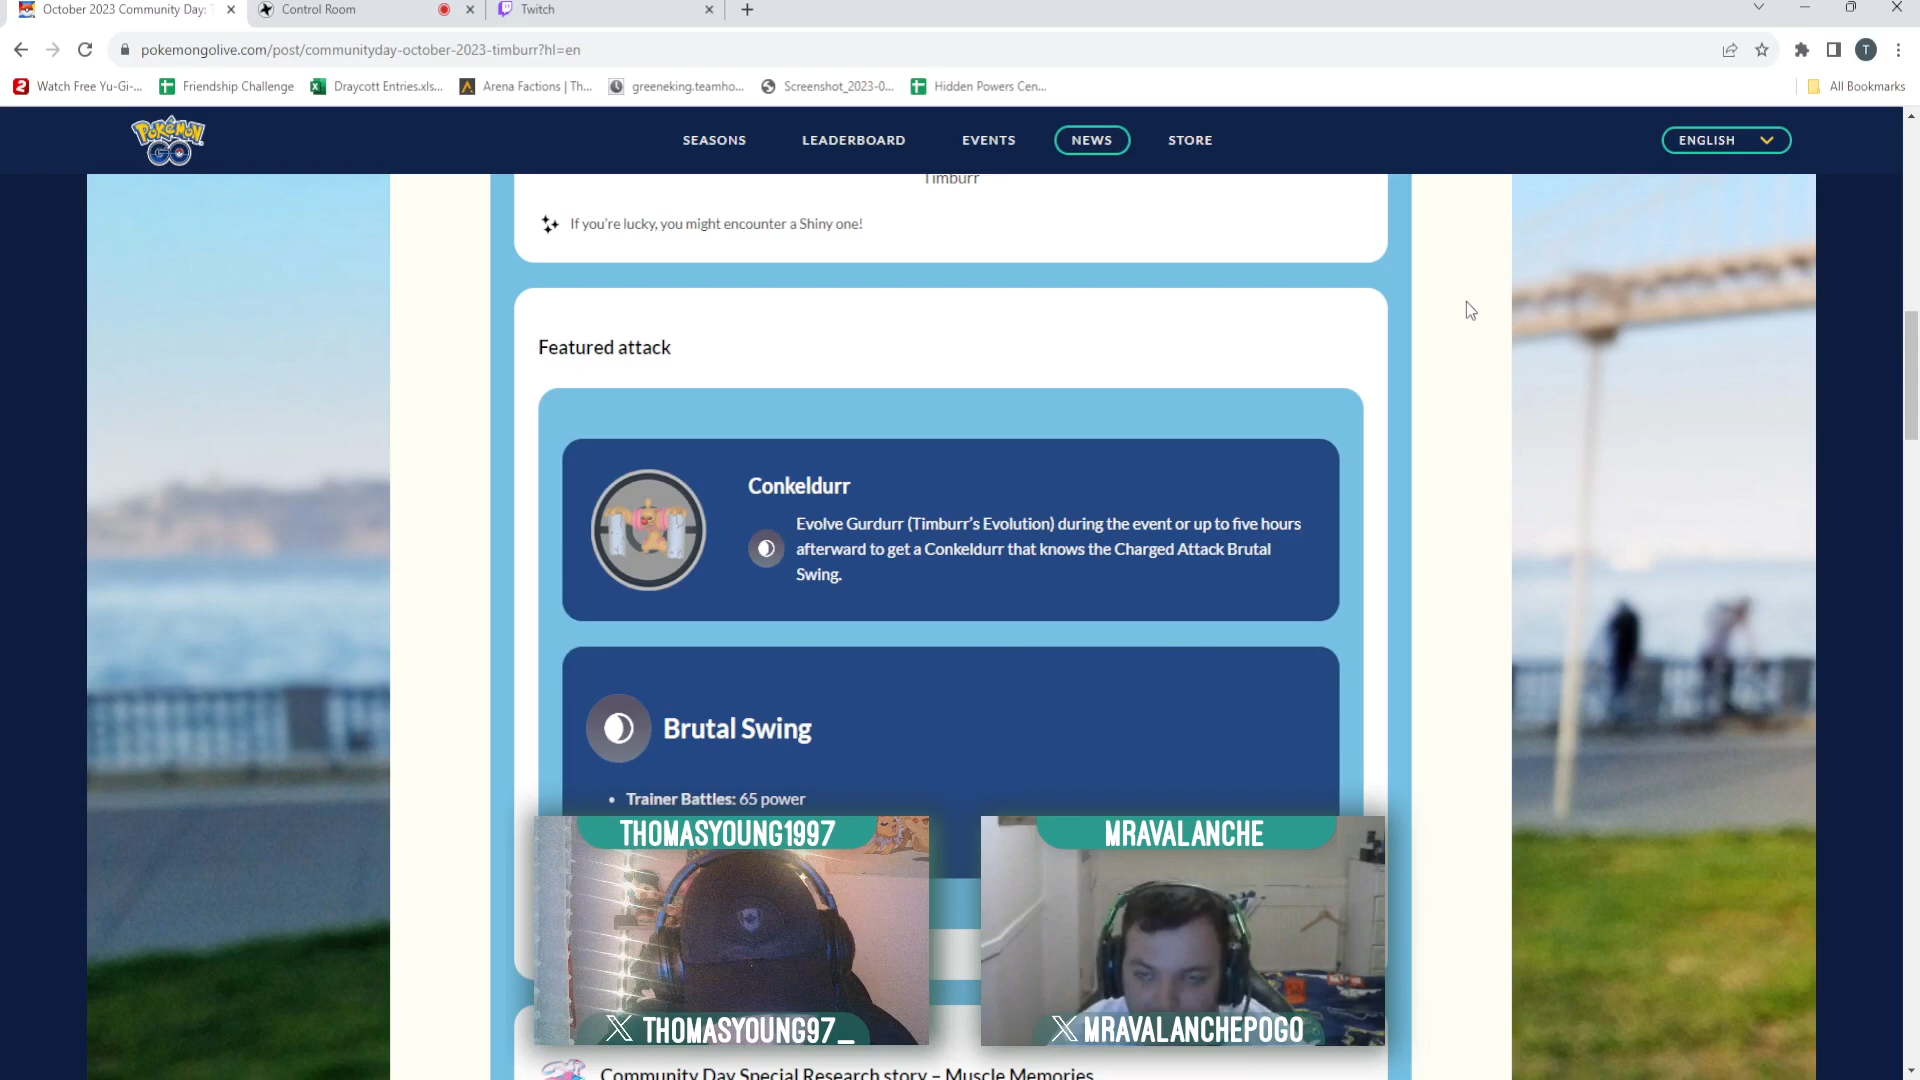 October 2023 Community Day:
Control Room
Twitch
pokemongolive.com/post/communityday-october-2023-timburr?hl=en
T
Watch Free Yu-Gi-...
Friendship Challenge
Draycott Entries.xls...
Arena Factions | Th...
greeneking.teamho...
Screenshot_2023-0...
Hidden Powers Cen...
All Bookmarks
Pokémon GO
SEASONS
LEADERBOARD
EVENTS
NEWS
STORE
ENGLISH
Timburr
If you're lucky, you might encounter a Shiny one!
Featured attack
Conkeldurr
Evolve Gurdurr (Timburr's Evolution) during the event or up to five hours
afterward to get a Conkeldurr that knows the Charged Attack Brutal
Swing.
Brutal Swing
• Trainer Battles: 65 power
THOMASYOUNG1997
MRAVALANCHE
X THOMASYOUNG97_
X MRAVALANCHEPOGO
Community Day Special Research story – Muscle Memories